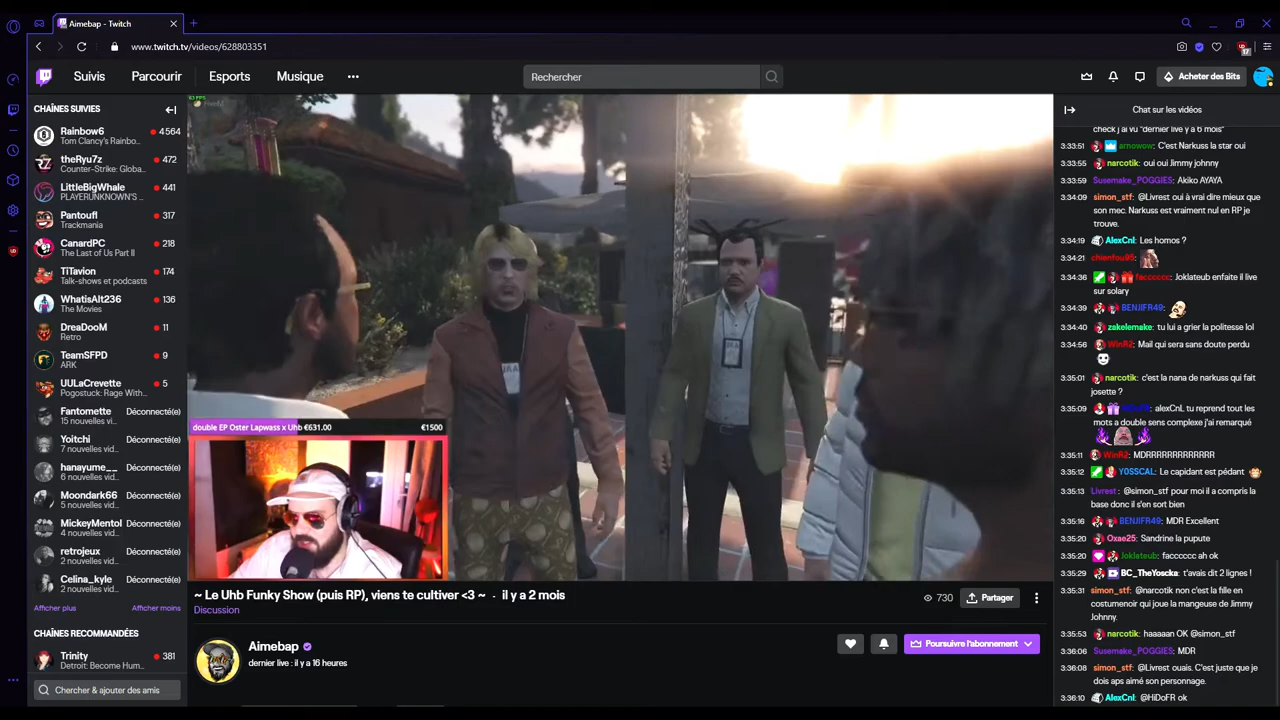 Aimebap - Twitch
www.twitch.tv/videos/628803351
17
Suivis
Parcourir
Esports
Musique
Rechercher
Acheter des Bits
CHAÎNES SUIVIES
Rainbow6
4 564
Tom Clancy's Rainbo...
theRyu7z
472
Counter-Strike: Globa...
LittleBigWhale
441
PLAYERUNKNOWN'S ...
Pantoufl
317
Trackmania
CanardPC
218
The Last of Us Part II
TiTavion
174
Talk-shows et podcasts
WhatisAlt236
136
The Movies
DreaDooM
11
Retro
TeamSFPD
9
ARK
UULaCrevette
5
Pogostuck: Rage With...
Fantomette
Déconnecté(e)
15 nouvelles vid...
Yoitchi
Déconnecté(e)
7 nouvelles vid...
hanayume__
Déconnecté(e)
4 nouvelles vid...
Moondark66
Déconnecté(e)
5 nouvelles vid...
MickeyMentol
Déconnecté(e)
4 nouvelles vid...
retrojeux
Déconnecté(e)
2 nouvelles vid...
Celina_kyle
Déconnecté(e)
2 nouvelles vid...
Afficher plus
Afficher moins
CHAÎNES RECOMMANDÉES
Trinity
381
Detroit: Become Hum...
Chercher & ajouter des amis
FiveM
double EP Oster Lapwass x Uhb €631.00
€1500
~ Le Uhb Funky Show (puis RP), viens te cultiver <3 ~ - il y a 2 mois
Discussion
730
Partager
Aimebap
dernier live : il y a 16 heures
Poursuivre l'abonnement
Chat sur les vidéos
check j'ai vu "dernier live y a 6 mois"
3:33:51 arnowow: C'est Narkuss la star oui
3:33:55 narcotik: oui oui Jimmy johnny
3:33:59 Susemake_POGGIES: Akiko AYAYA
3:34:09 simon_stf: @Livrest oui à vrai dire mieux
que son mec. Narkuss est vraiment nul en RP je
trouve.
3:34:19 AlexCnl: Les homos ?
3:34:21 chienfou95:
3:34:36 facccccc: Joklateub enfaite il live
sur solary
3:34:39 BENJIFR49:
3:34:40 zakelemake: tu lui a grier la politesse lol
3:34:56 WinR2: Mail qui sera sans doute perdu
3:35:01 narcotik: c'est la nana de narkuss qui fait
josette ?
3:35:09 alexCnL tu reprend tout les
mots a double sens complexe j'ai remarqué
3:35:11 WinR2: MDRRRRRRRRRRRR
3:35:12 Y0SSCAL: Le capidant est pédant
3:35:13 Livrest: @simon_stf pour moi il a compris la
base donc il s'en sort bien
3:35:16 BENJIFR49: MDR Excellent
3:35:20 Oxae25: Sandrine la pupute
3:35:20 Joklateub: facccccc ah ok
3:35:29 BC_TheYoscka: t'avais dit 2 lignes !
3:35:31 simon_stf: @narcotik non c'est la fille en
costumenoir qui joua la mangeuse de Jimmy
Johnny.
3:35:53 narcotik: haaaaan OK @simon_stf
3:36:06 Susemake_POGGIES: MDR
3:36:08 simon_stf: @Livrest ouais. C'est juste que je
dois aps aimé son personnage.
3:36:10 AlexCnl: @HiDoFR ok